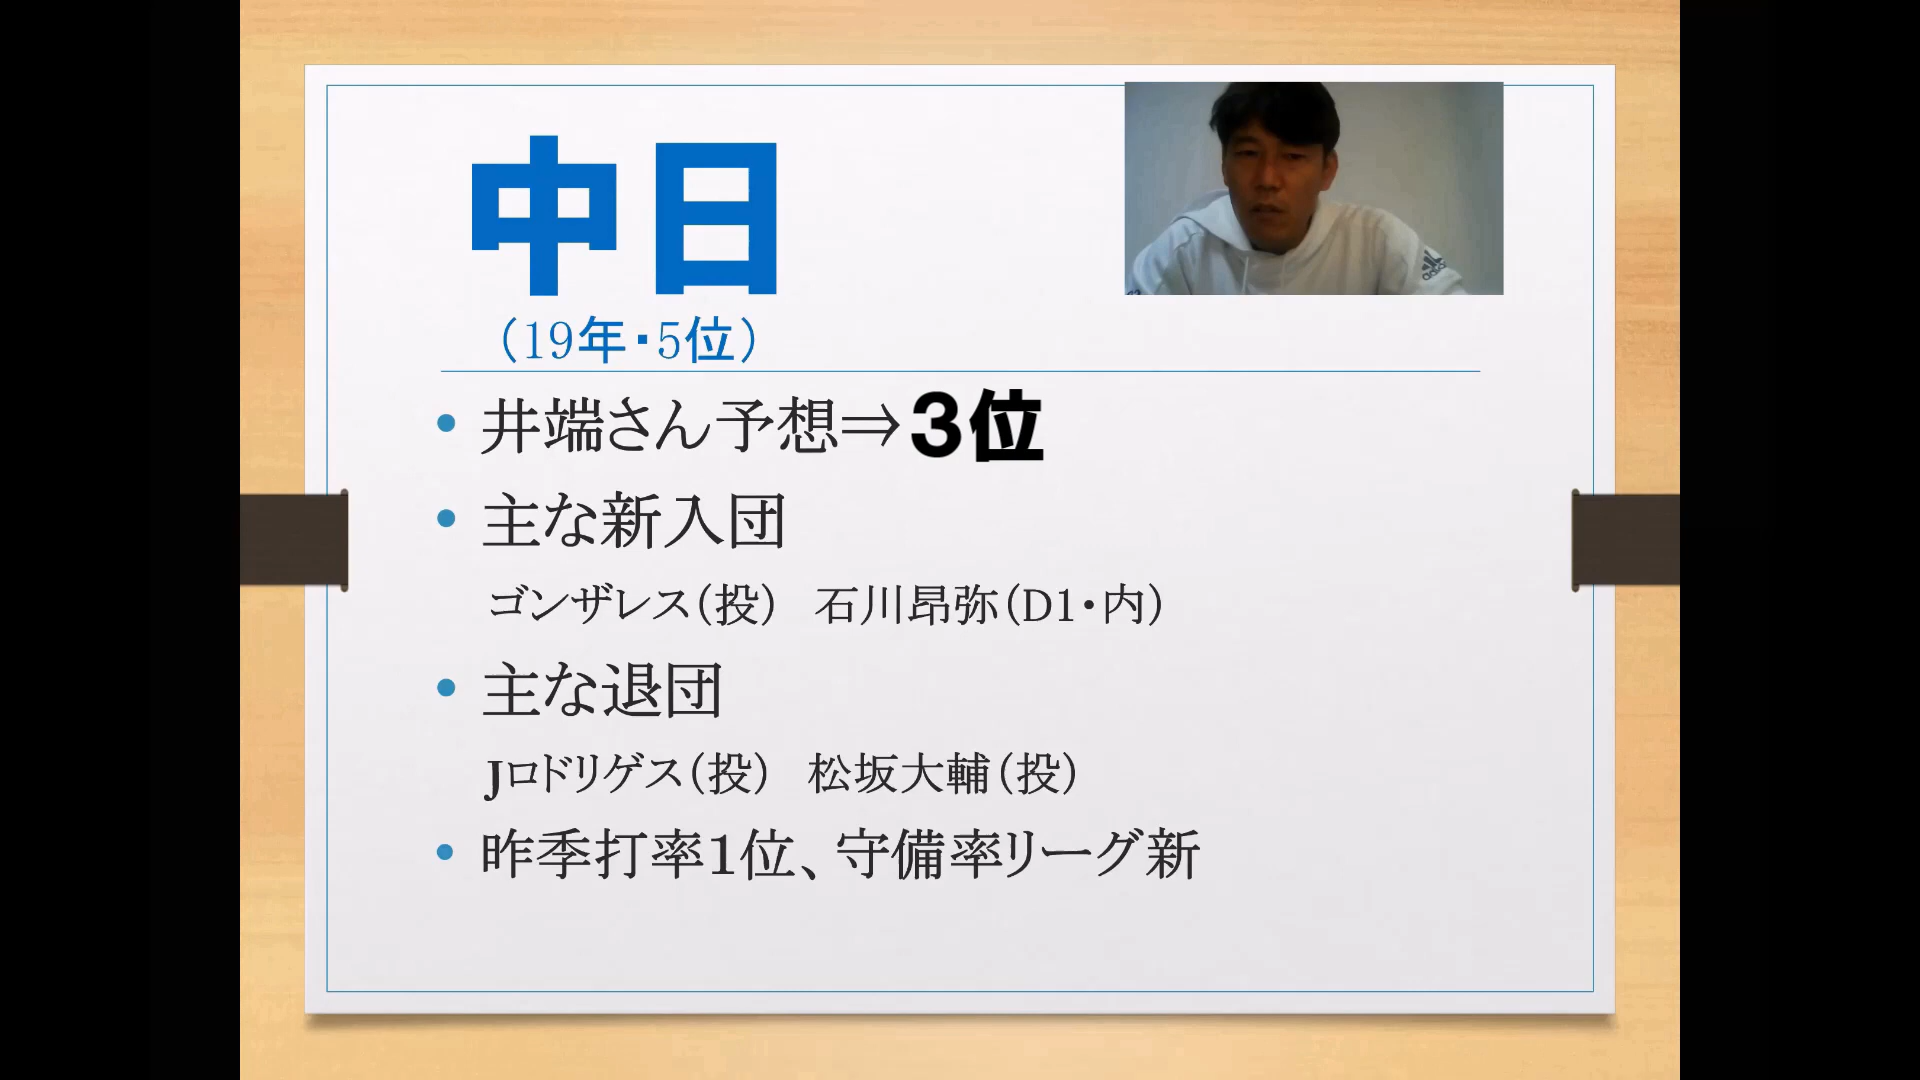 中日
（19年・5位）
adidas
• 井端さん予想⇒3位
• 主な新入団
ゴンザレス（投）　石川昂弥（D1・内）
• 主な退団
Jロドリゲス（投）　松坂大輔（投）
• 昨季打率1位、守備率リーグ新